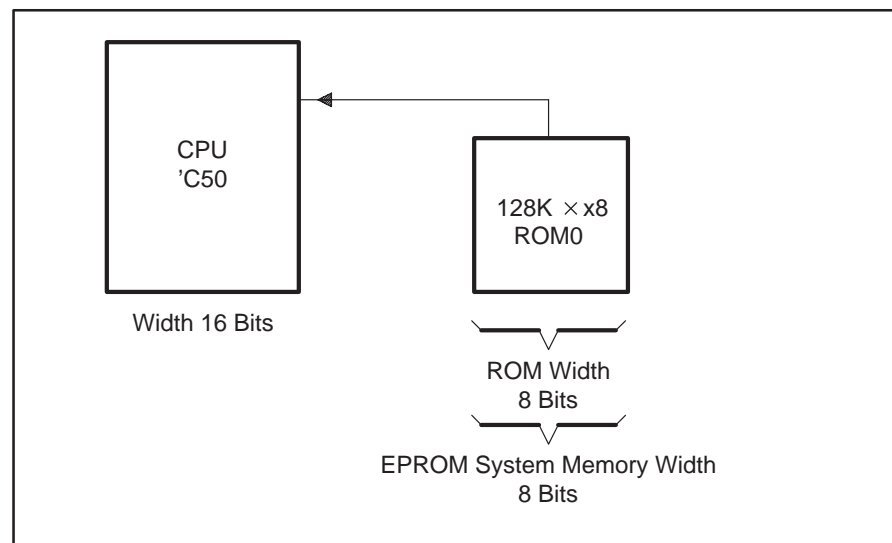 CPU
'C50
Width 16 Bits
128K × x8
ROM0
ROM Width
8 Bits
EPROM System Memory Width
8 Bits